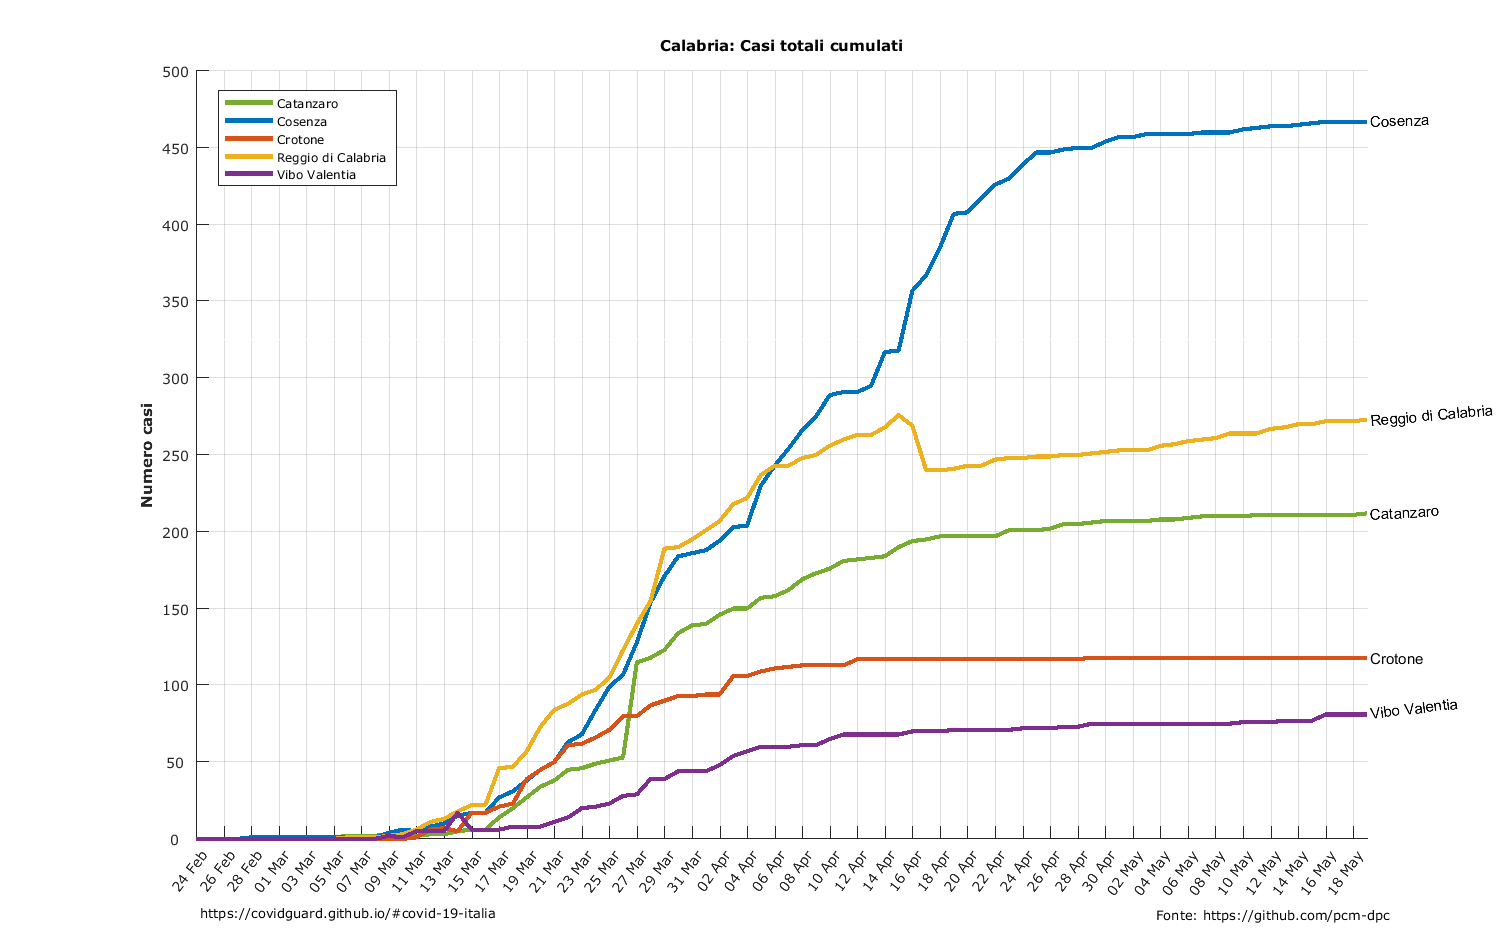 Calabria: Casi totali cumulati
500
450
400
350
300
250
200
150
100
50
0
Numero casi
Catanzaro
Cosenza
Crotone
Reggio di Calabria
Vibo Valentia
Cosenza
Reggio di Calabria
Catanzaro
Crotone
Vibo Valentia
24 Feb
26 Feb
28 Feb
01 Mar
03 Mar
05 Mar
07 Mar
09 Mar
11 Mar
13 Mar
15 Mar
17 Mar
19 Mar
21 Mar
23 Mar
25 Mar
27 Mar
29 Mar
31 Mar
02 Apr
04 Apr
06 Apr
08 Apr
10 Apr
12 Apr
14 Apr
16 Apr
18 Apr
20 Apr
22 Apr
24 Apr
26 Apr
28 Apr
30 Apr
02 May
04 May
06 May
08 May
10 May
12 May
14 May
16 May
18 May
https://covidguard.github.io/#covid-19-italia
Fonte: https://github.com/pcm-dpc